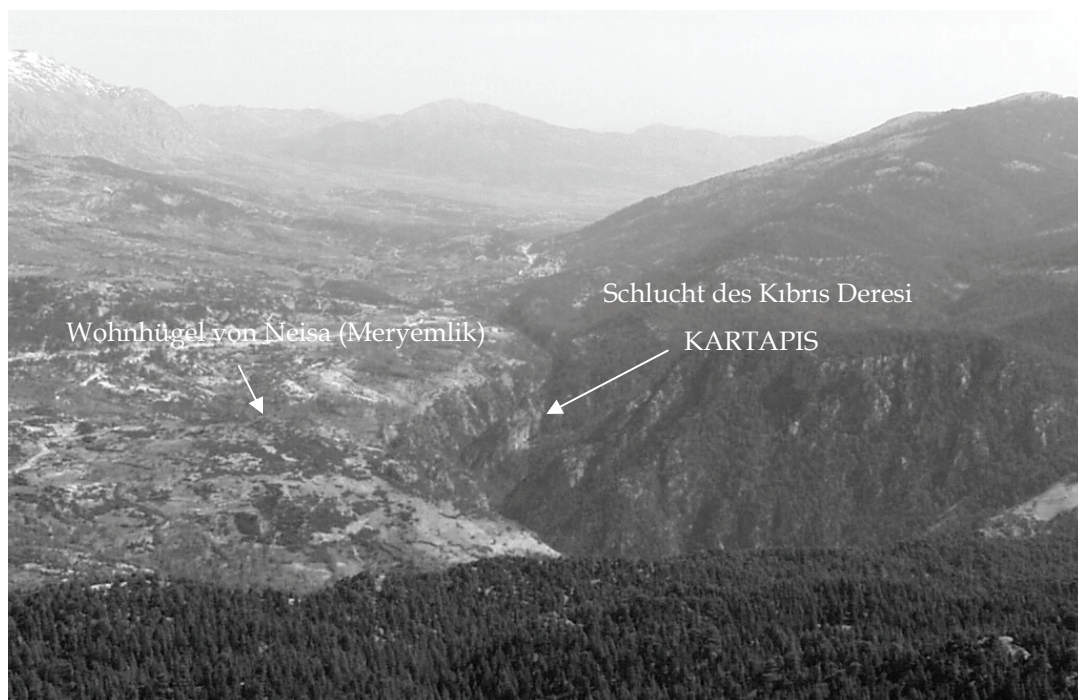 Wohnhügel von Neisa (Meryemlik)
Schlucht des Kıbrıs Deresi
KARTAPIS